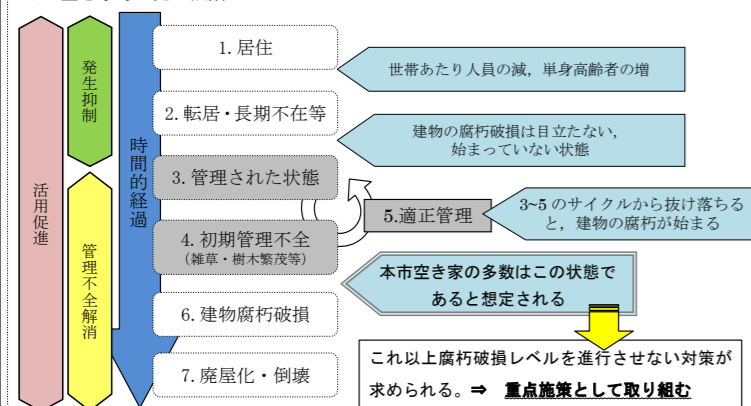 活用促進
発生抑制
管理不全解消
時間的経過
1. 居住
世帯あたり人員の減，単身高齢者の増
2. 転居・長期不在等
建物の腐朽破損は目立たない，
始まっていない状態
3. 管理された状態
5.適正管理
3~5 のサイクルから抜け落ちる
と，建物の腐朽が始まる
4. 初期管理不全
(雑草・樹木繁茂等)
本市空き家の多数はこの状態で
あると想定される
6. 建物腐朽破損
7. 廃屋化・倒壊
これ以上腐朽破損レベルを進行させない対策が
求められる。⇒ 重点施策として取り組む